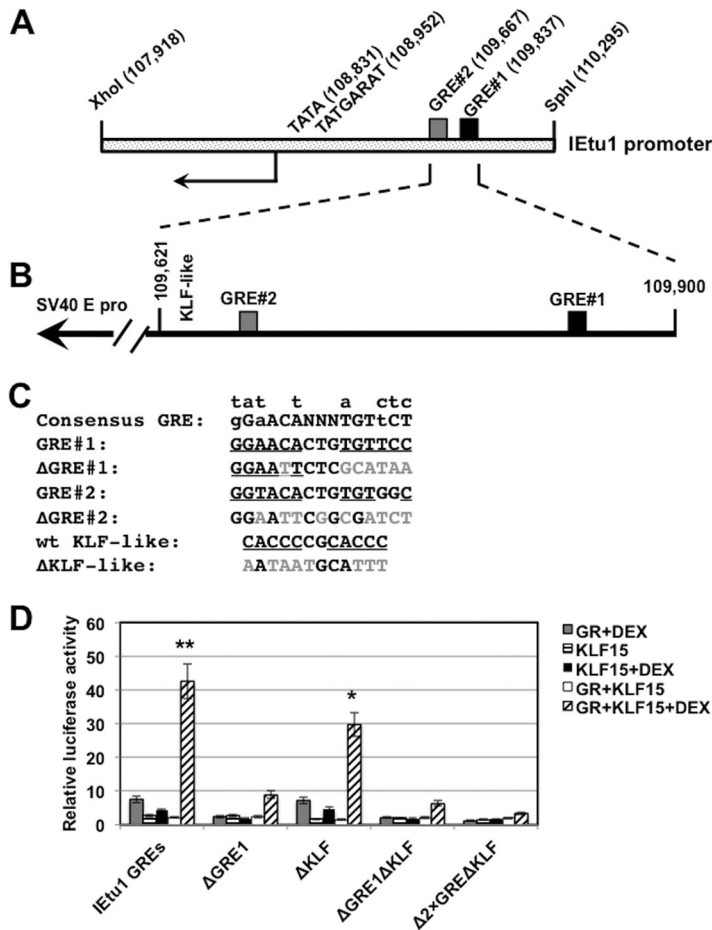 A
XhoI (107,918)
TATA (108,831)
TATGARAT (108,952)
GRE#2 (109,667)
GRE#1 (109,837)
SphI (110,295)
IEtu1 promoter
B
SV40 E pro
109,621
KLF-like
GRE#2
GRE#1
109,900
C
tat t a ctc
Consensus GRE: gGaACANNNTGTtCT
GRE#1: GGAACACTGTGTTCC
ΔGRE#1: GGAATTCTCGCATAA
GRE#2: GGTACACTGTGTGGC
ΔGRE#2: GGAATTCGGCGATCT
wt KLF-like: CACCCCGCACCC
ΔKLF-like: AATAATGCATTT
D
Relative luciferase activity
60
50
40
30
20
10
0
**
*
IEtu1 GREs
ΔGRE1
ΔKLF
ΔGRE1ΔKLF
Δ2×GREΔKLF
GR+DEX
KLF15
KLF15+DEX
GR+KLF15
GR+KLF15+DEX